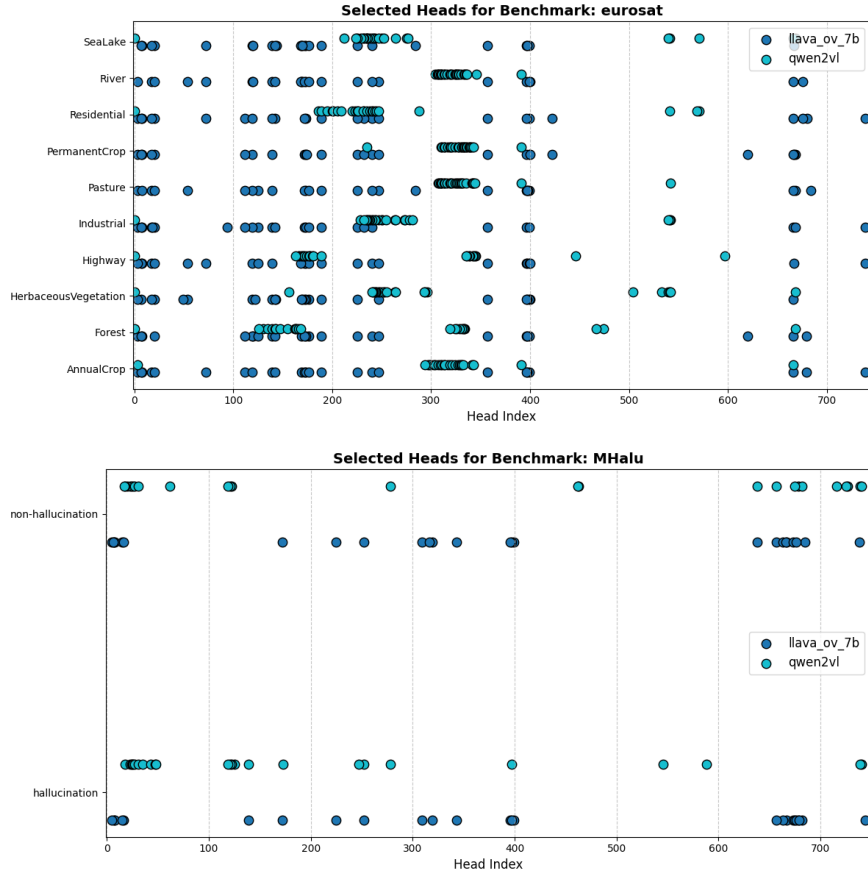 Selected Heads for Benchmark: eurosat
SeaLake
River
Residential
PermanentCrop
Pasture
Industrial
Highway
HerbaceousVegetation
Forest
AnnualCrop
llava_ov_7b
qwen2vl
0 100 200 300 400 500 600 700
Head Index
Selected Heads for Benchmark: MHalu
non-hallucination
hallucination
llava_ov_7b
qwen2vl
0 100 200 300 400 500 600 700
Head Index